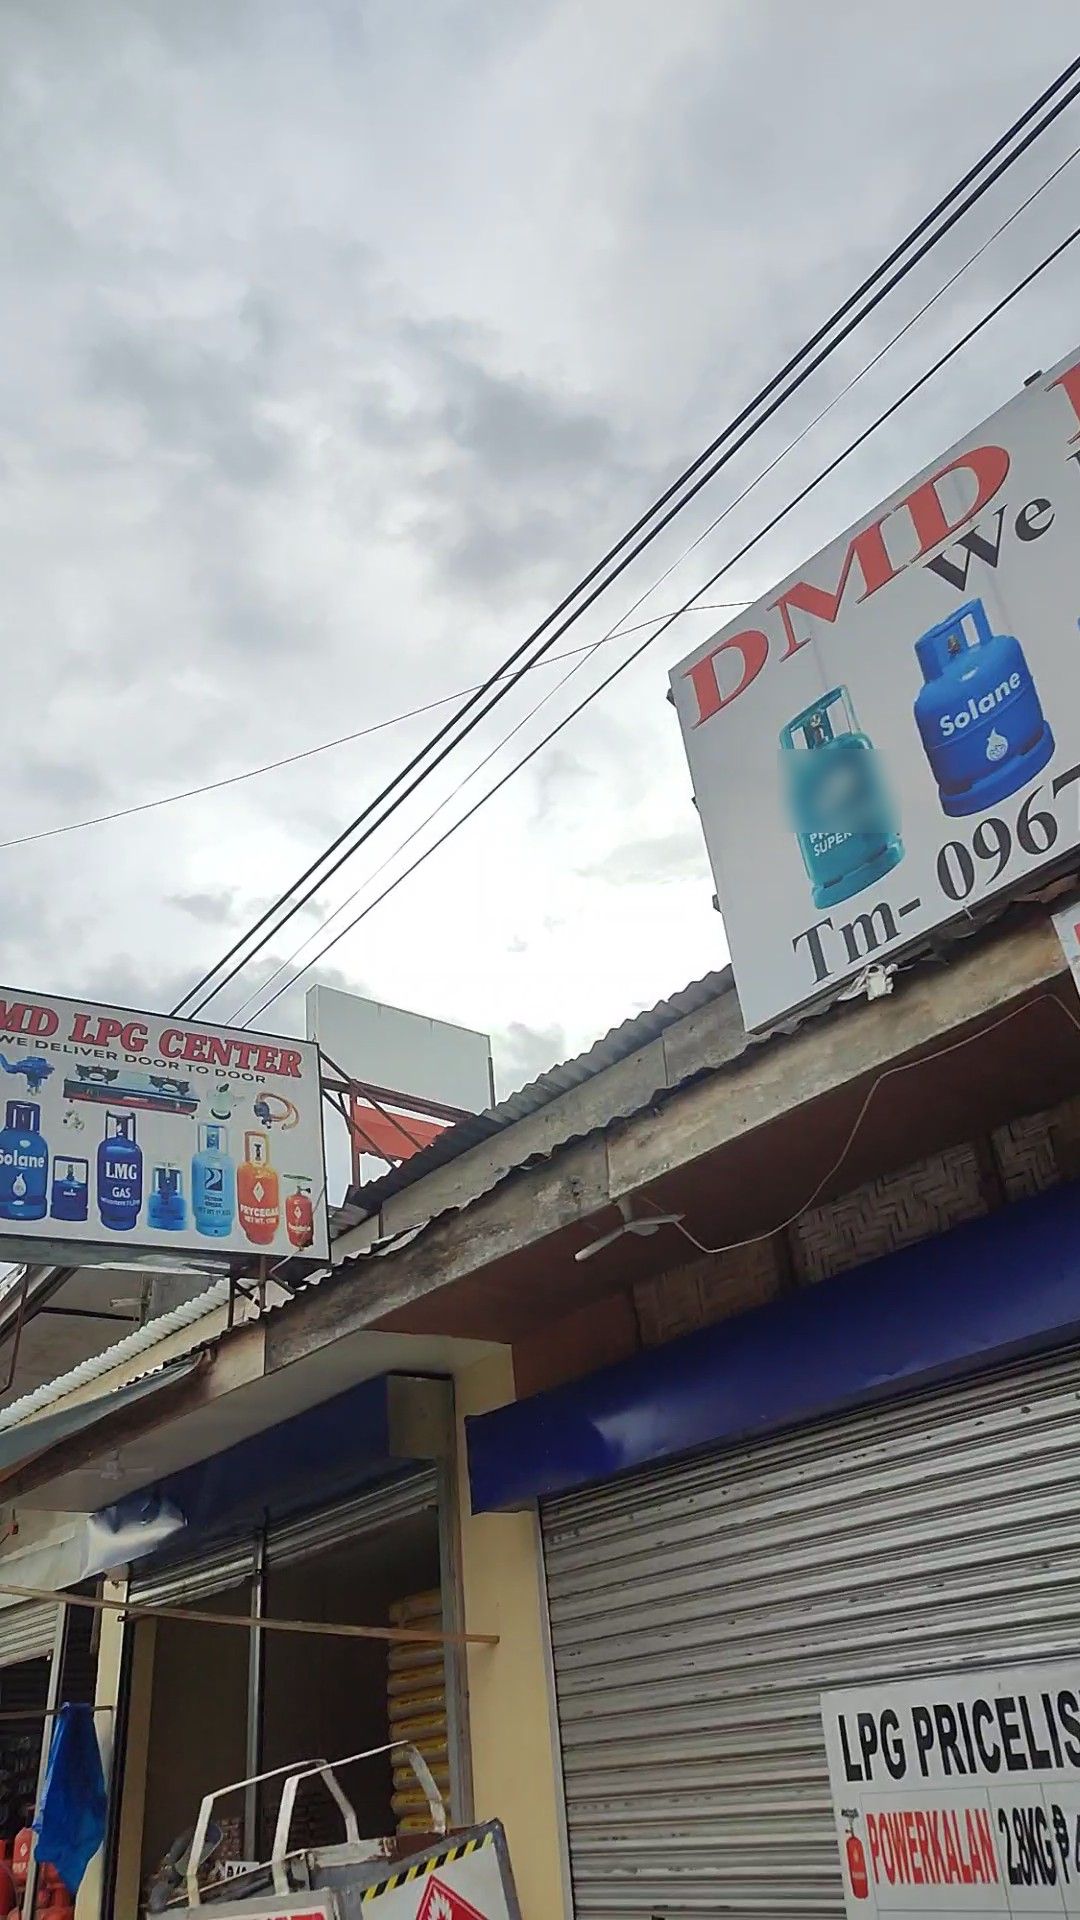 DMD
We
Solane
SUPER
Tm- 0967
MD LPG CENTER
WE DELIVER DOOR TO DOOR
Solane
LMG
GAS
PRYCEGAS
LPG PRICELIS
POWERKALAN 2.8KG ₱